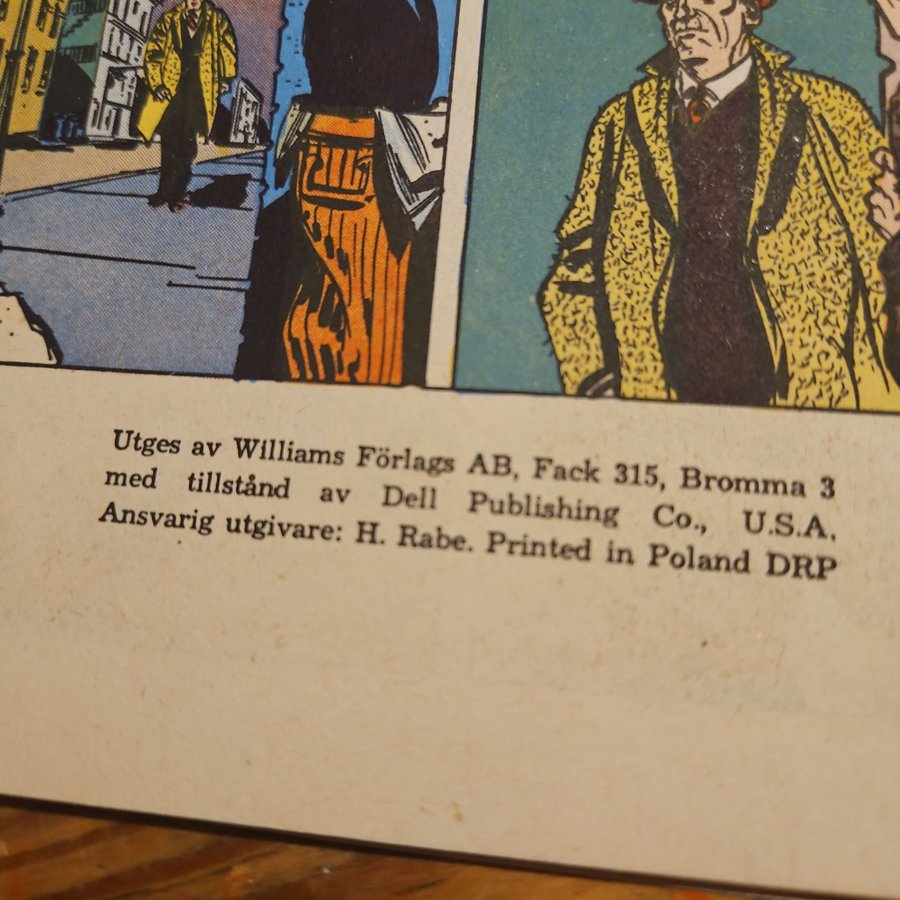 Utges av Williams Förlags AB, Fack 315, Bromma 3
med tillstånd av Dell Publishing Co., U.S.A.
Ansvarig utgivare: H. Rabe. Printed in Poland DRP